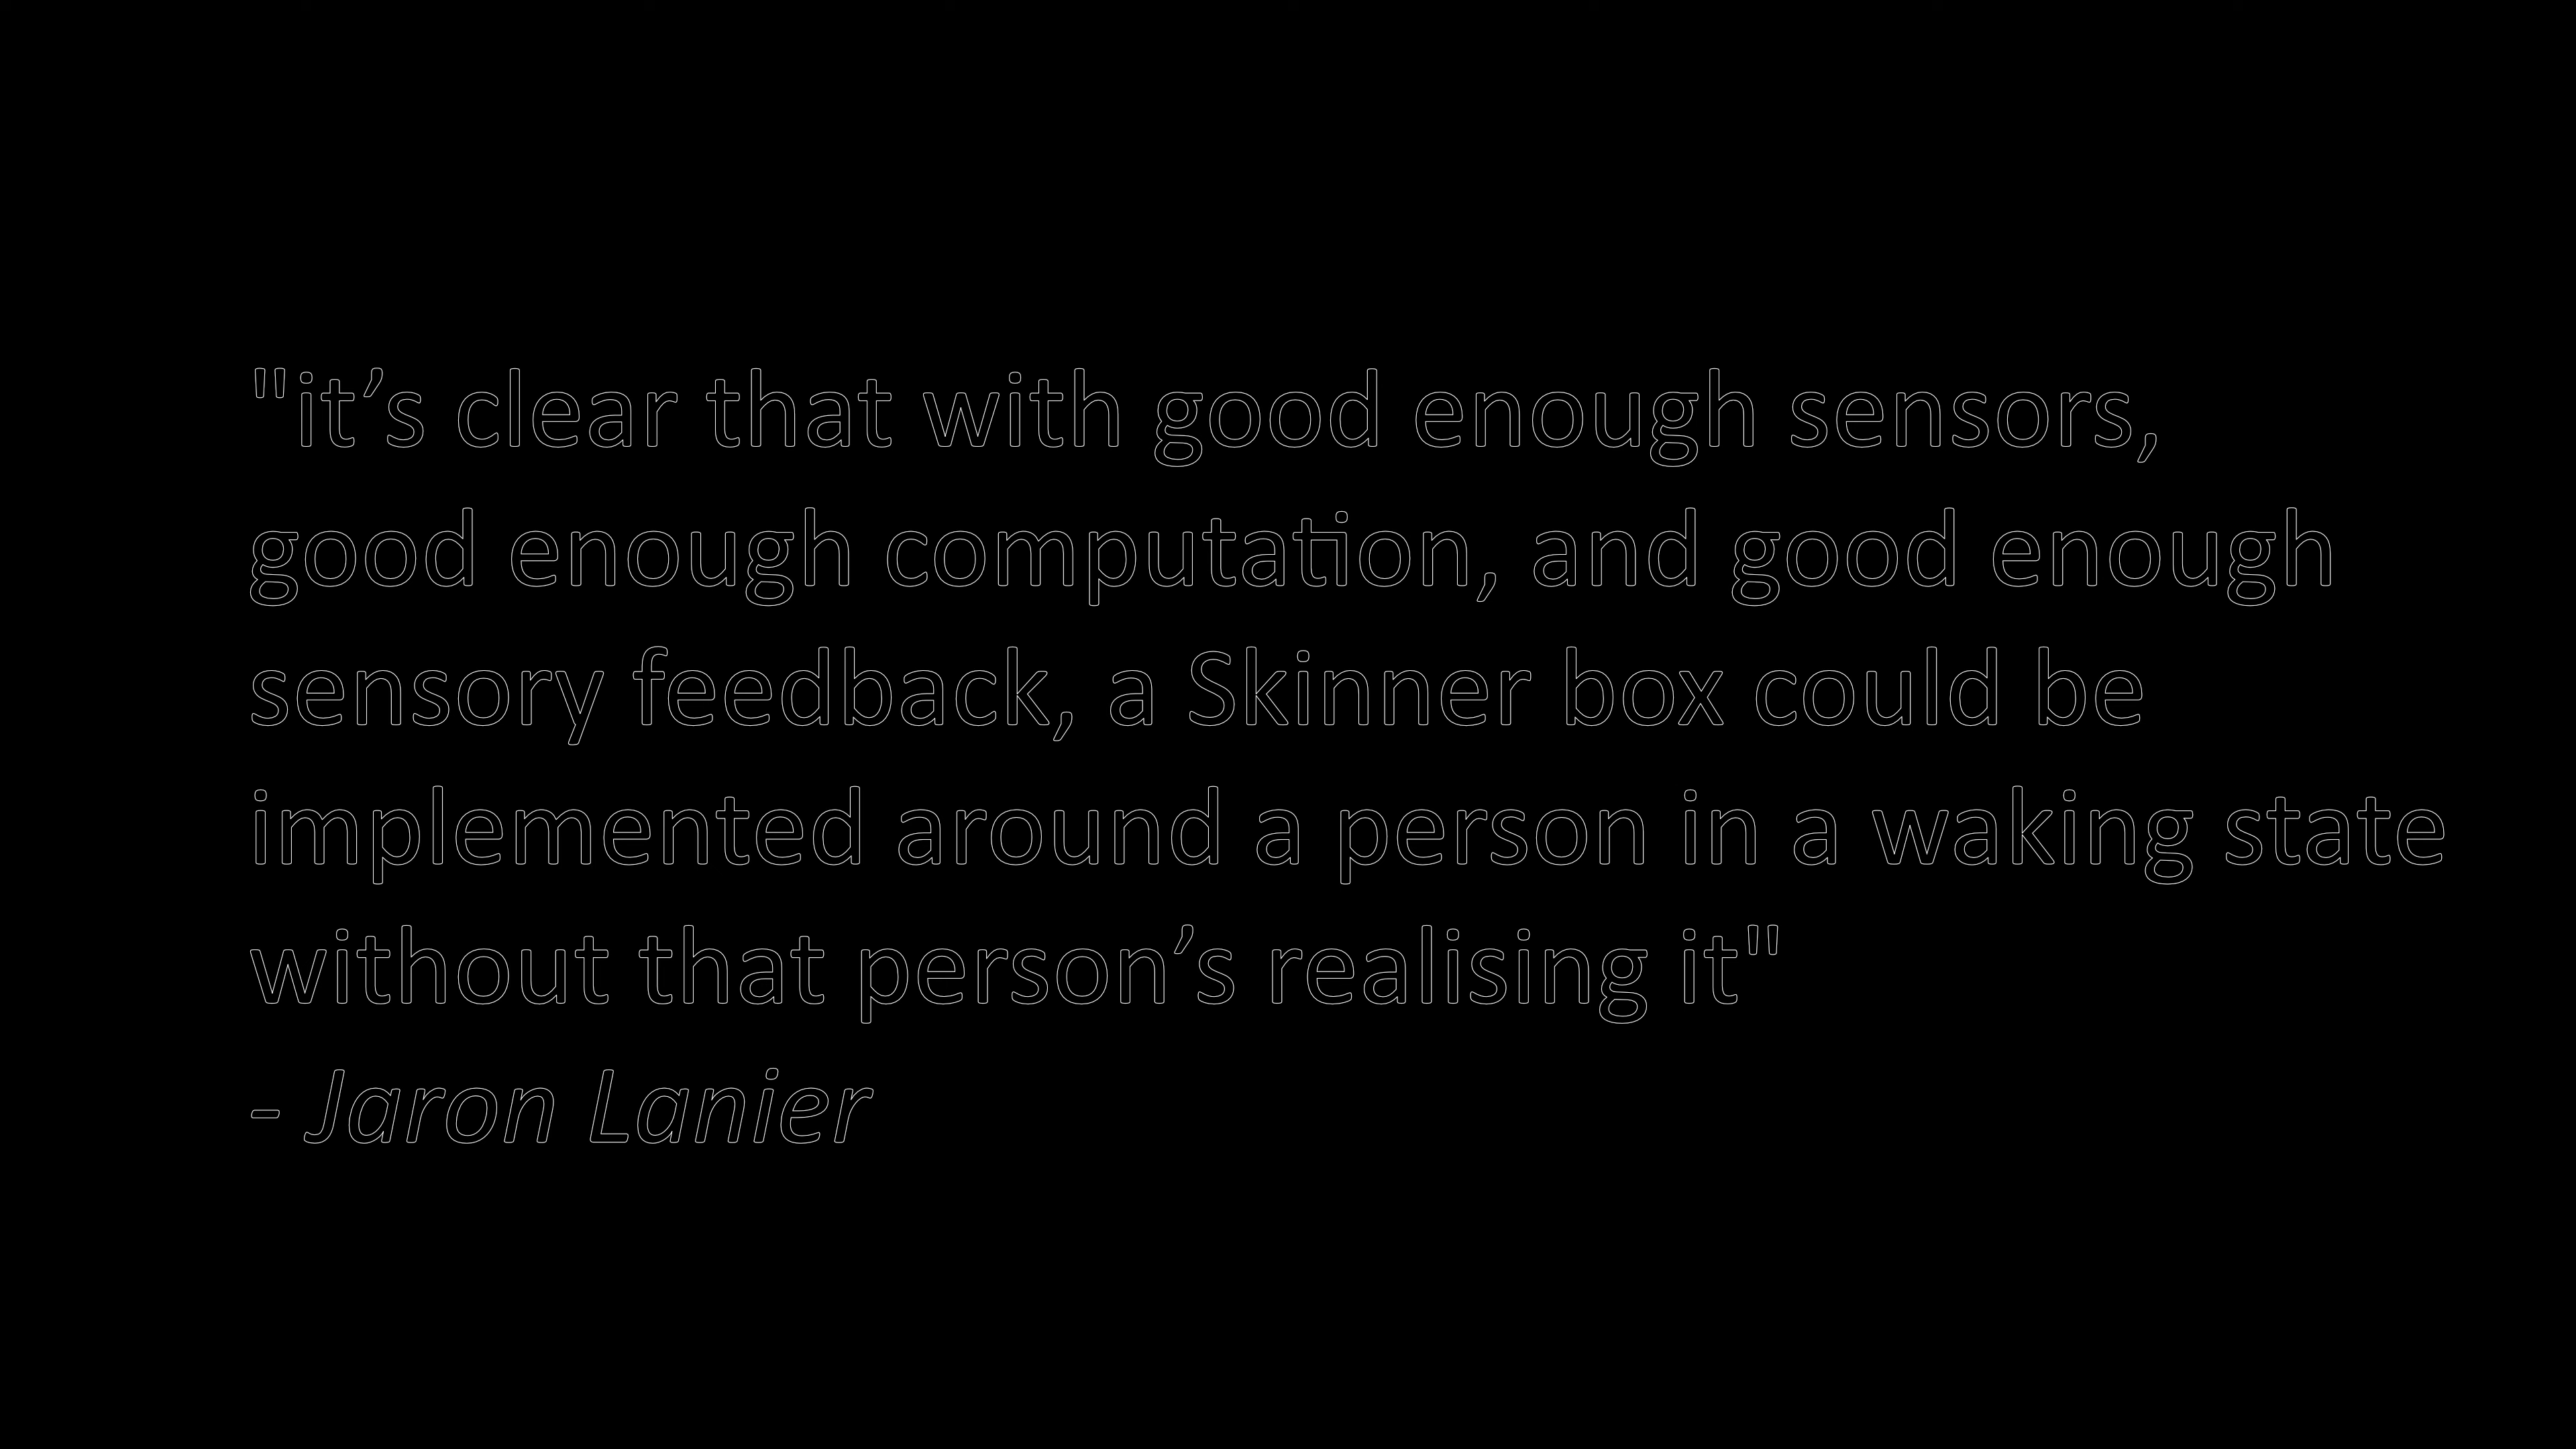 "it’s clear that with good enough sensors,
good enough computation, and good enough
sensory feedback, a Skinner box could be
implemented around a person in a waking state
without that person’s realising it"
- Jaron Lanier